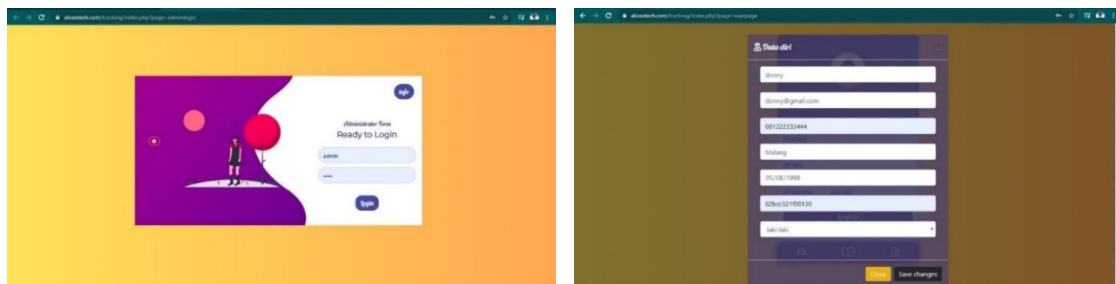 alicestech.com/tracking/index.php?page=adminlogin
info
Administrator Form
Ready to Login
admin
Login
alicestech.com/tracking/index.php?page=userpage
Data diri
donny
donny@gmail.com
081222333444
Malang
05/08/1998
laki-laki
Close
Save changes